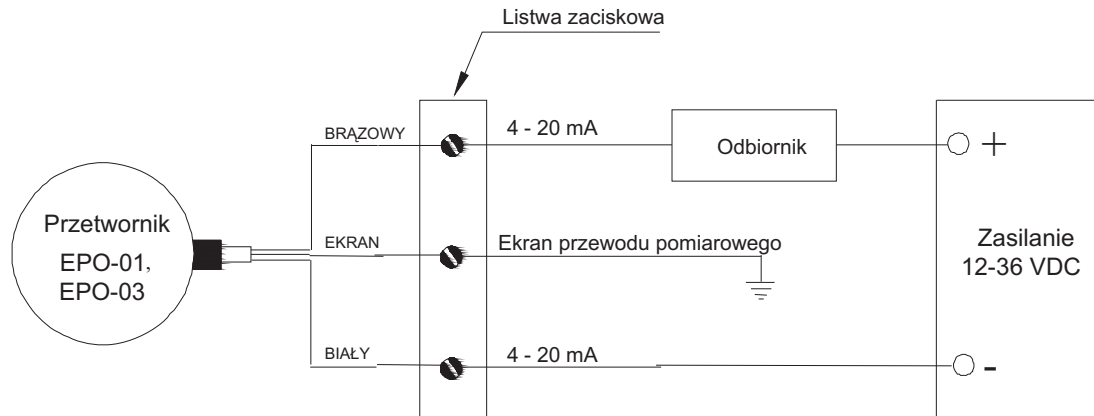 Listwa zaciskowa
BRĄZOWY
4 - 20 mA
Odbiornik
+
Przetwornik
EPO-01,
EPO-03
EKRAN
Ekran przewodu pomiarowego
Zasilanie
12-36 VDC
BIAŁY
4 - 20 mA
-